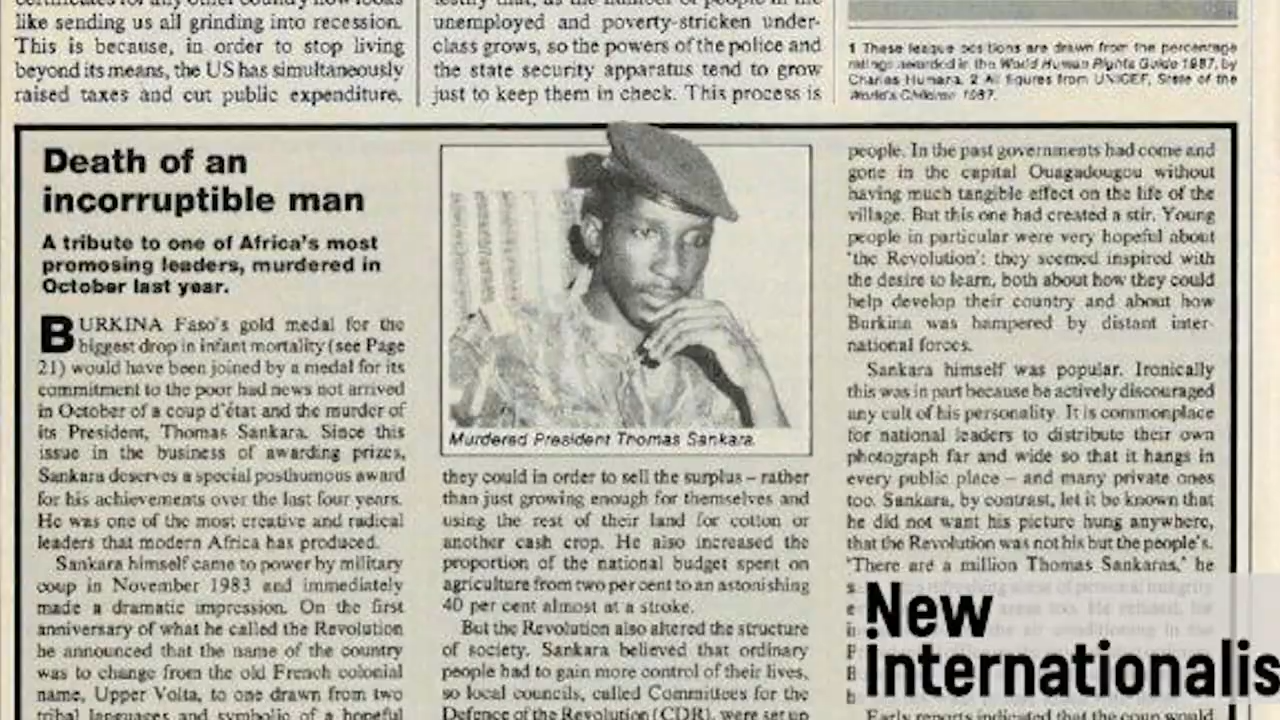 like sending us all grinding into recession.
This is because, in order to stop living
beyond its means, the US has simultaneously
raised taxes and cut public expenditure.
unemployed and poverty-stricken under-
class grows, so the powers of the police and
the state security apparatus tend to grow
just to keep them in check. This process is
1 These league positions are drawn from the percentage
ratings awarded in the World Human Rights Guide 1987, by
Charles Humana. 2 All figures from UNICEF, State of the
World's Children 1987.
Death of an
incorruptible man
A tribute to one of Africa's most
promosing leaders, murdered in
October last year.
BURKINA Faso's gold medal for the
biggest drop in infant mortality (see Page
21) would have been joined by a medal for its
commitment to the poor had news not arrived
in October of a coup d'état and the murder of
its President, Thomas Sankara. Since this
issue in the business of awarding prizes,
Sankara deserves a special posthumous award
for his achievements over the last four years.
He was one of the most creative and radical
leaders that modern Africa has produced.
Sankara himself came to power by military
coup in November 1983 and immediately
made a dramatic impression. On the first
anniversary of what he called the Revolution
he announced that the name of the country
was to change from the old French colonial
name, Upper Volta, to one drawn from two
tribal languages and symbolic of a hopeful
Murdered President Thomas Sankara.
they could in order to sell the surplus – rather
than just growing enough for themselves and
using the rest of their land for cotton or
another cash crop. He also increased the
proportion of the national budget spent on
agriculture from two per cent to an astonishing
40 per cent almost at a stroke.
But the Revolution also altered the structure
of society. Sankara believed that ordinary
people had to gain more control of their lives,
so local councils, called Committees for the
Defence of the Revolution (CDR), were set up
people. In the past governments had come and
gone in the capital Ouagadougou without
having much tangible effect on the life of the
village. But this one had created a stir. Young
people in particular were very hopeful about
'the Revolution': they seemed inspired with
the desire to learn, both about how they could
help develop their country and about how
Burkina was hampered by distant inter-
national forces.
Sankara himself was popular. Ironically
this was in part because he actively discouraged
any cult of his personality. It is commonplace
for national leaders to distribute their own
photograph far and wide so that it hangs in
every public place – and many private ones
too. Sankara, by contrast, let it be known that
he did not want his picture hung anywhere,
that the Revolution was not his but the people's.
'There are a million Thomas Sankaras,' he
New
Internationalis
Early reports indicated that the coup would